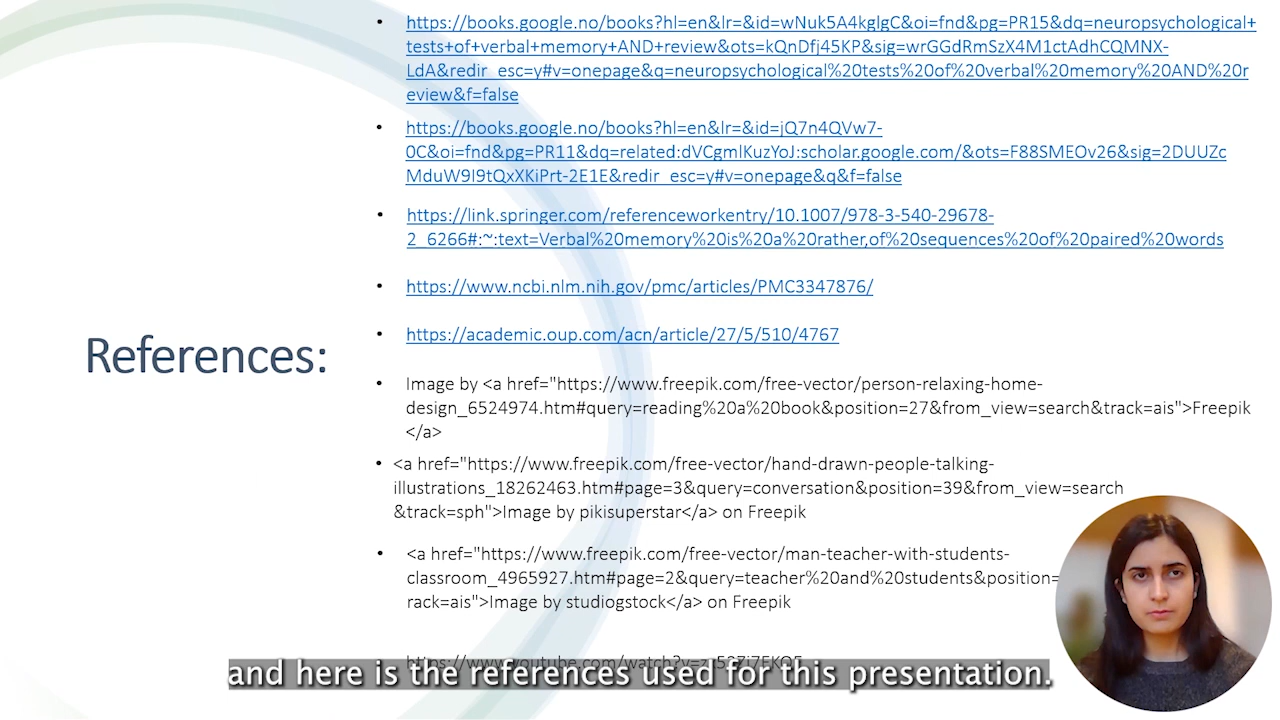 https://books.google.no/books?hl=en&lr=&id=wNuk5A4kglgC&oi=fnd&pg=PR15&dq=neuropsychological+
tests+of+verbal+memory+AND+review&ots=kQnDfj45KP&sig=wrGGdRmSzX4M1ctAdhCQMNX-
LdA&redir_esc=y#v=onepage&q=neuropsychological%20tests%20of%20verbal%20memory%20AND%20r
eview&f=false
https://books.google.no/books?hl=en&lr=&id=jQ7n4QVw7-
0C&oi=fnd&pg=PR11&dq=related:dVCgmlKuzYoJ:scholar.google.com/&ots=F88SMEOv26&sig=2DUUZc
MduW9I9tQxXKiPrt-2E1E&redir_esc=y#v=onepage&q&f=false
https://link.springer.com/referenceworkentry/10.1007/978-3-540-29678-
2_6266#:~:text=Verbal%20memory%20is%20a%20rather,of%20sequences%20of%20paired%20words
https://www.ncbi.nlm.nih.gov/pmc/articles/PMC3347876/
https://academic.oup.com/acn/article/27/5/510/4767
References:
Image by <a href="https://www.freepik.com/free-vector/person-relaxing-home-
design_6524974.htm#query=reading%20a%20book&position=27&from_view=search&track=ais">Freepik
</a>
<a href="https://www.freepik.com/free-vector/hand-drawn-people-talking-
illustrations_18262463.htm#page=3&query=conversation&position=39&from_view=search
&track=sph">Image by pikisuperstar</a> on Freepik
<a href="https://www.freepik.com/free-vector/man-teacher-with-students-
classroom_4965927.htm#page=2&query=teacher%20and%20students&position=
rack=ais">Image by studiogstock</a> on Freepik
and here is the references used for this presentation.